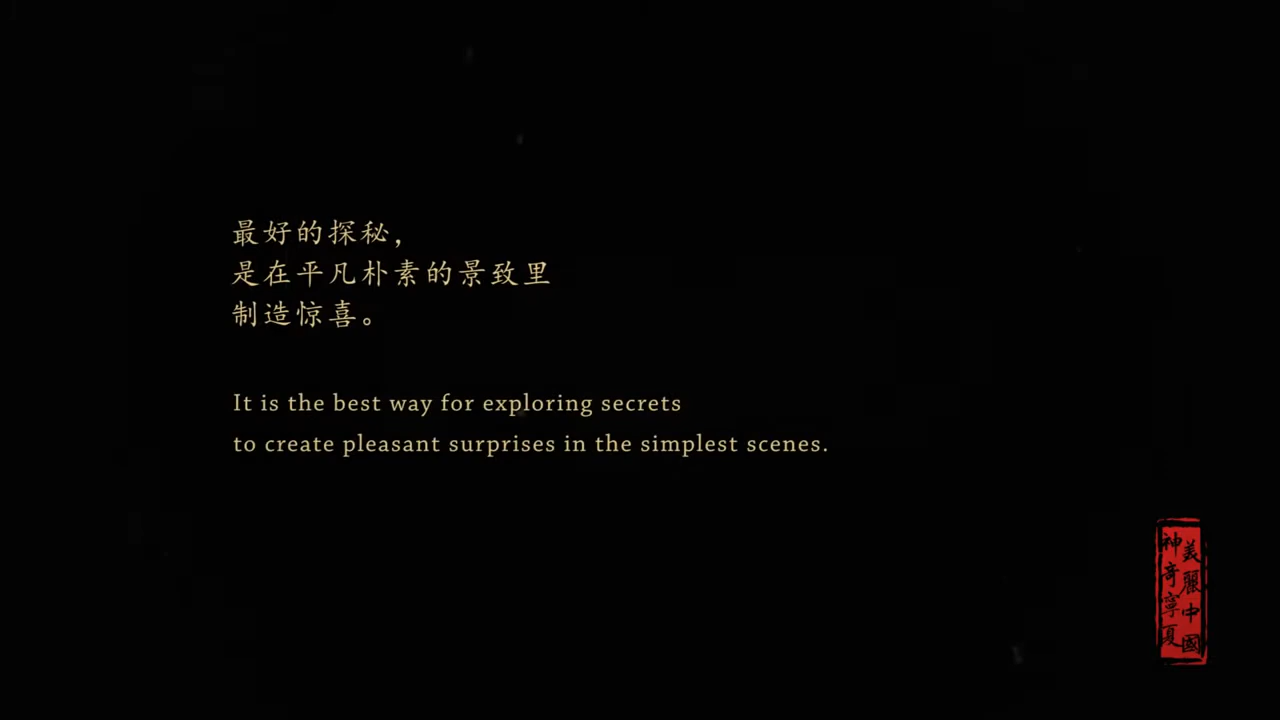 最好的探秘，
是在平凡朴素的景致里
制造惊喜。
It is the best way for exploring secrets
to create pleasant surprises in the simplest scenes.
美麗中國
神奇寧夏